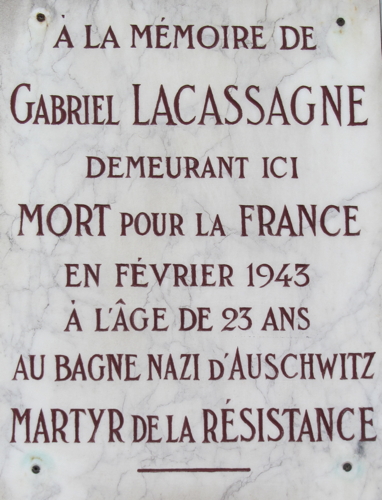 À LA MÉMOIRE DE
GABRIEL LACASSAGNE
DEMEURANT ICI
MORT POUR LA FRANCE
EN FÉVRIER 1943
À L'ÂGE DE 23 ANS
AU BAGNE NAZI D'AUSCHWITZ
MARTYR DE LA RÉSISTANCE